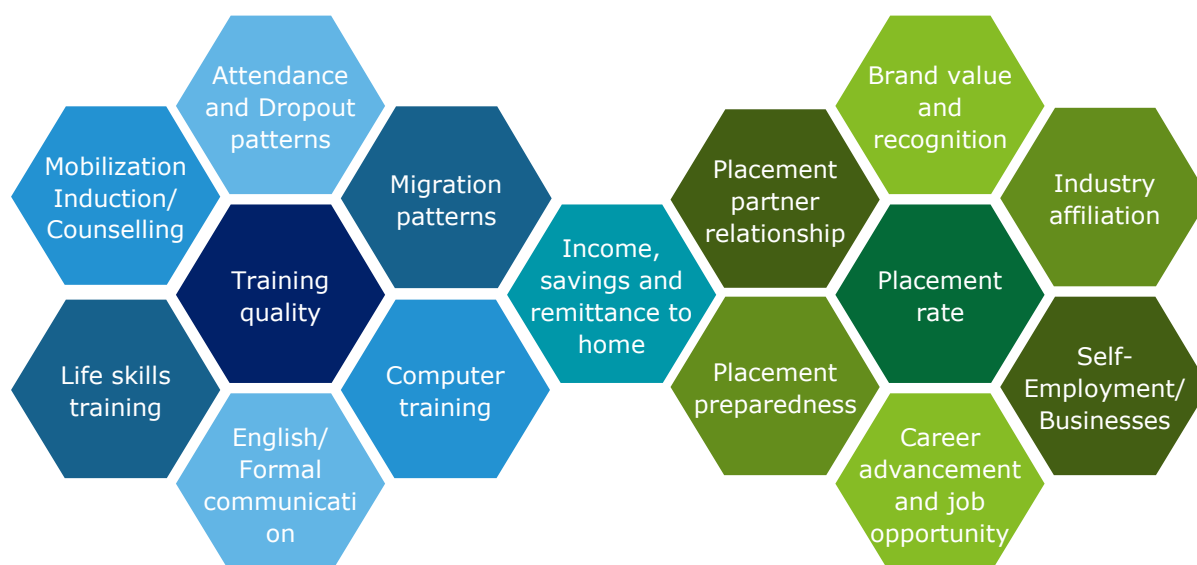 Attendance
and Dropout
patterns
Mobilization
Induction/
Counselling
Migration
patterns
Training
quality
Life skills
training
Computer
training
English/
Formal
communicati
on
Income,
savings and
remittance to
home
Brand value
and
recognition
Placement
partner
relationship
Industry
affiliation
Placement
rate
Placement
preparedness
Self-
Employment/
Businesses
Career
advancement
and job
opportunity